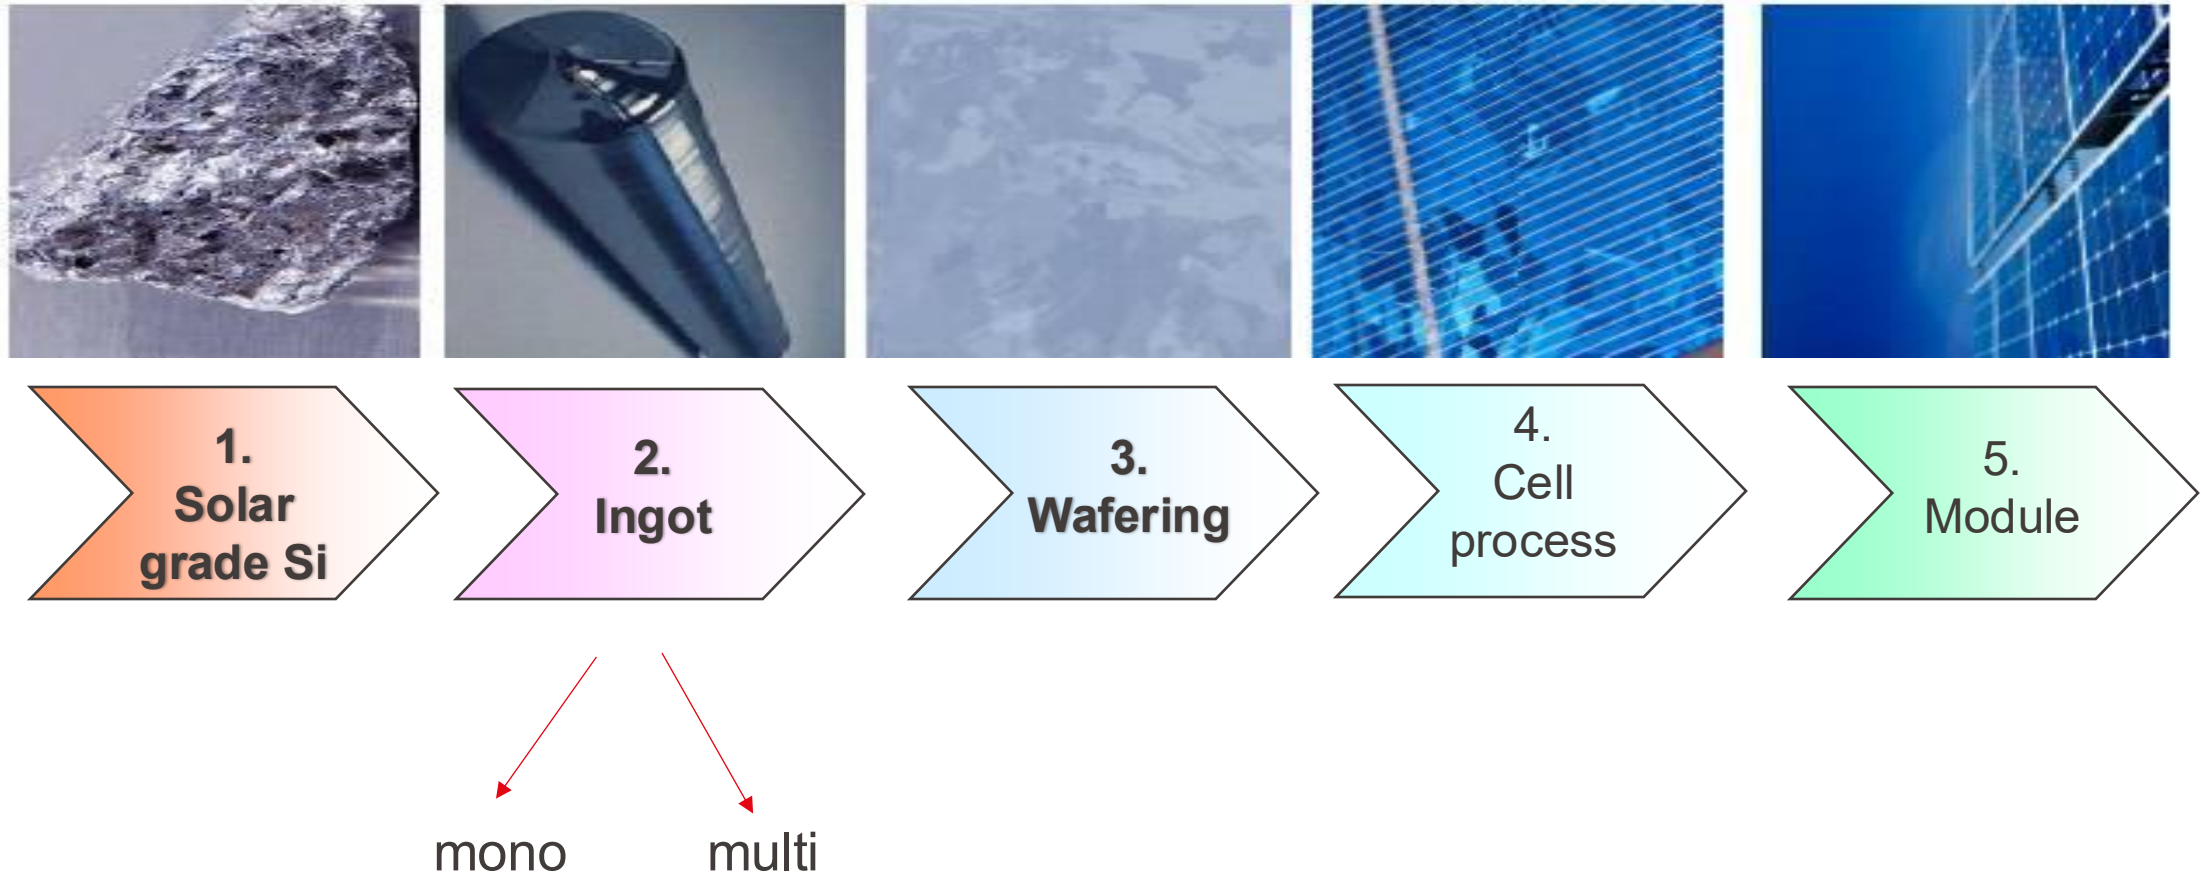 1.
Solar
grade Si
2.
Ingot
3.
Wafering
4.
Cell
process
5.
Module
mono
multi